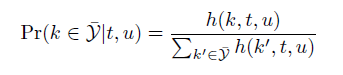 Pr(k ∈ Ȳ|t, u) = h(k, t, u) / ∑_{k′∈Ȳ} h(k′, t, u)